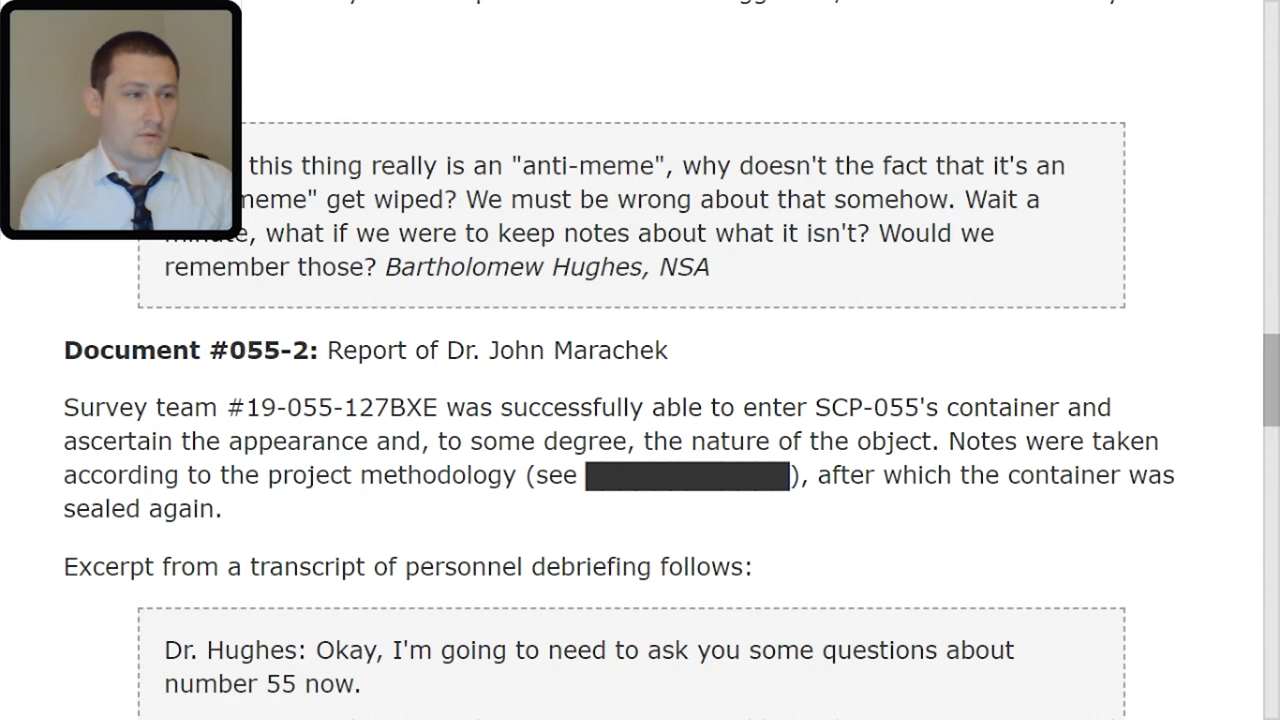 this thing really is an "anti-meme", why doesn't the fact that it's an
meme" get wiped? We must be wrong about that somehow. Wait a
minute, what if we were to keep notes about what it isn't? Would we
remember those? Bartholomew Hughes, NSA
Document #055-2: Report of Dr. John Marachek
Survey team #19-055-127BXE was successfully able to enter SCP-055's container and
ascertain the appearance and, to some degree, the nature of the object. Notes were taken
according to the project methodology (see ), after which the container was
sealed again.
Excerpt from a transcript of personnel debriefing follows:
Dr. Hughes: Okay, I'm going to need to ask you some questions about
number 55 now.